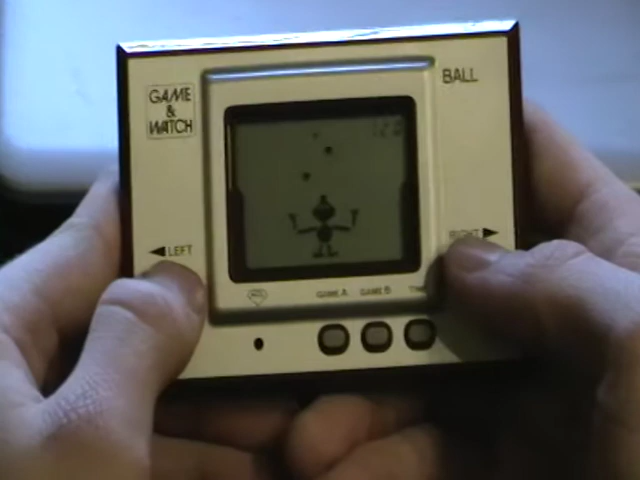 GAME
&
WATCH
BALL
◄ LEFT
RIGHT ►
GAME A GAME B